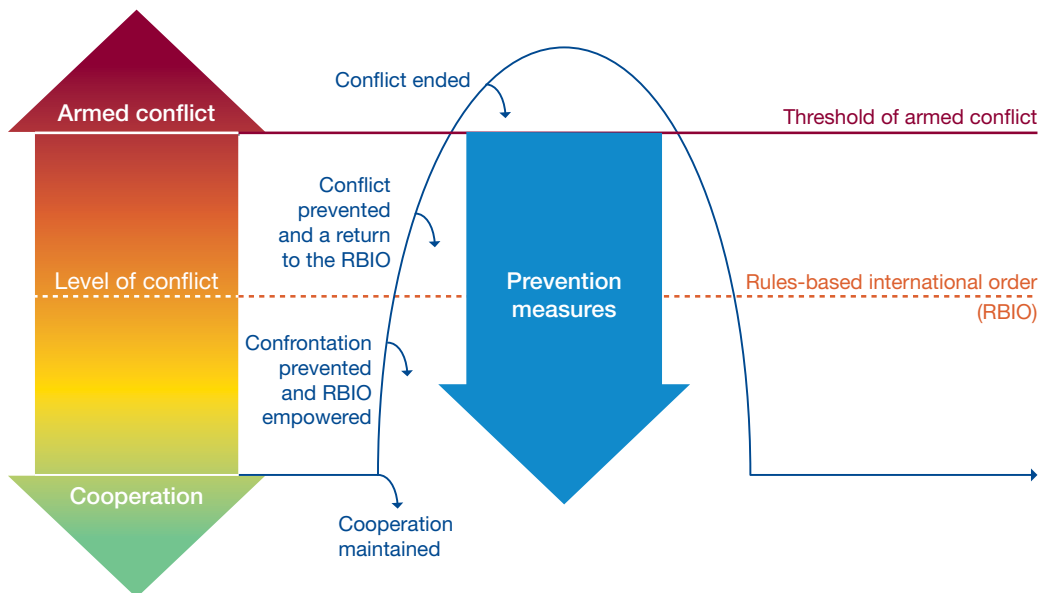 Conflict ended
Armed conflict
Threshold of armed conflict
Conflict
prevented
and a return
to the RBIO
Level of conflict
Prevention
measures
Rules-based international order
(RBIO)
Confrontation
prevented
and RBIO
empowered
Cooperation
Cooperation
maintained